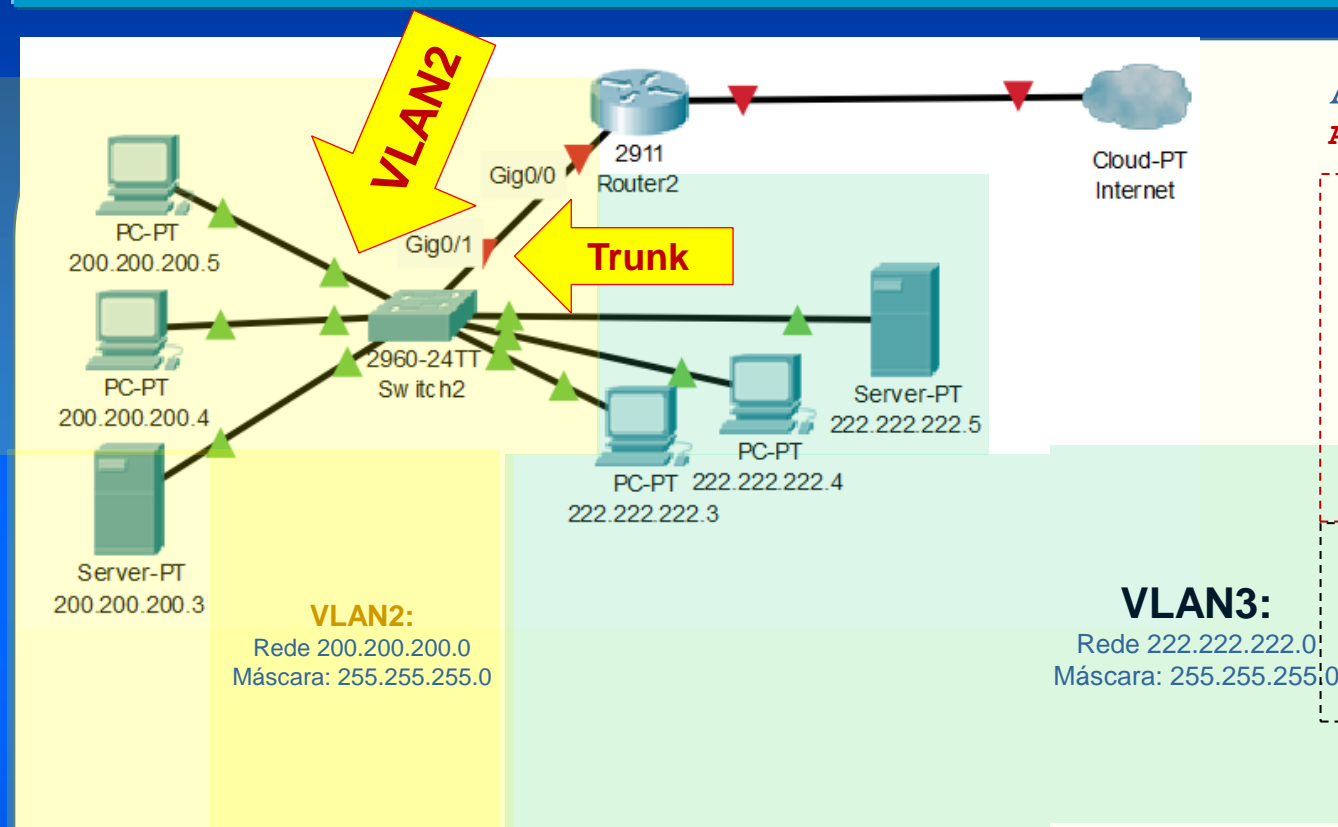 VLAN2
2911
Router2
Cloud-PT
Internet
Gig0/0
Gig0/1
Trunk
PC-PT
200.200.200.5
PC-PT
200.200.200.4
2960-24TT
Switch2
Server-PT
222.222.222.5
PC-PT
222.222.222.4
PC-PT
222.222.222.3
Server-PT
200.200.200.3
VLAN2:
Rede 200.200.200.0
Máscara: 255.255.255.0
VLAN3:
Rede 222.222.222.0
Máscara: 255.255.255.0